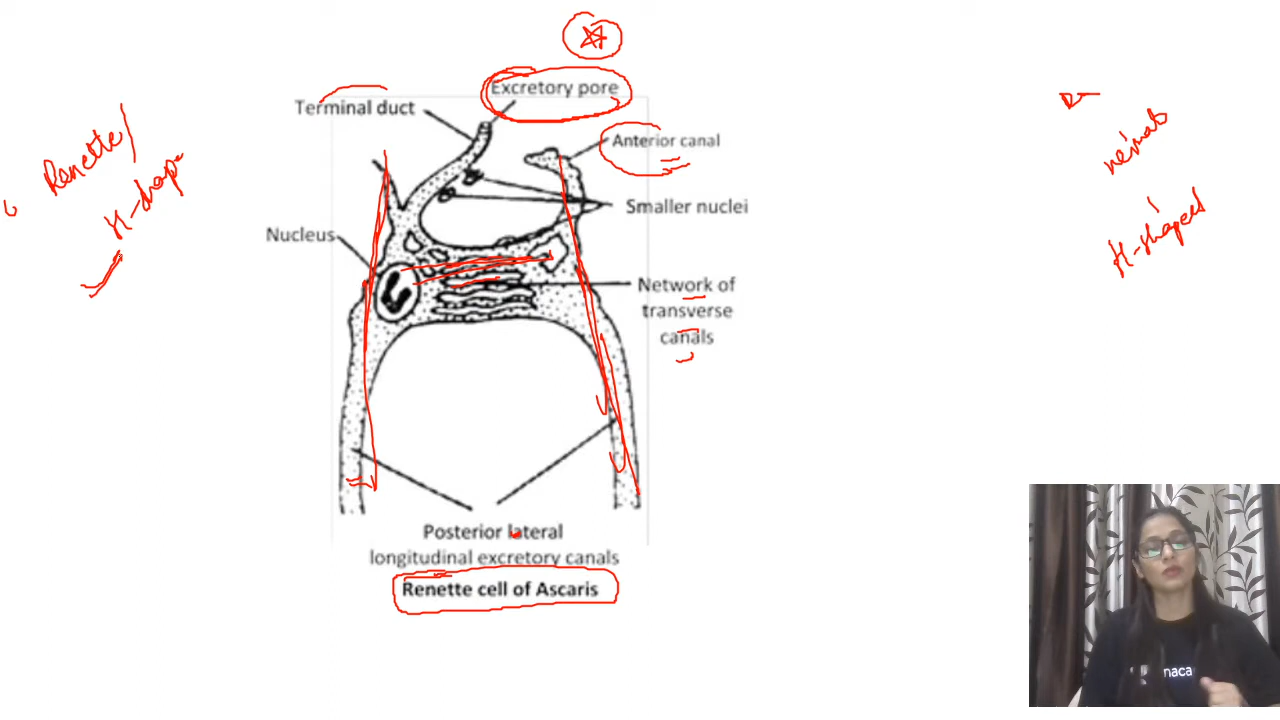 Excretory pore
Terminal duct
Anterior canal
Renette/
H-shape
Smaller nuclei
Nucleus
H-shaped
Network of
transverse
canals
Posterior lateral
longitudinal excretory canals
Renette cell of Ascaris
naca